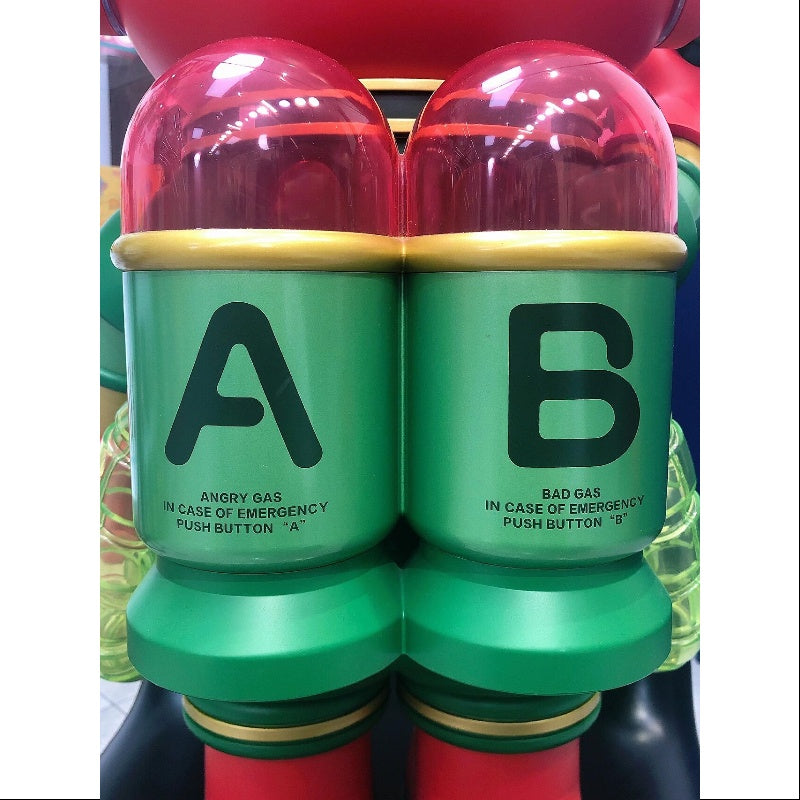 A
ANGRY GAS
IN CASE OF EMERGENCY
PUSH BUTTON “A”
B
BAD GAS
IN CASE OF EMERGENCY
PUSH BUTTON “B”